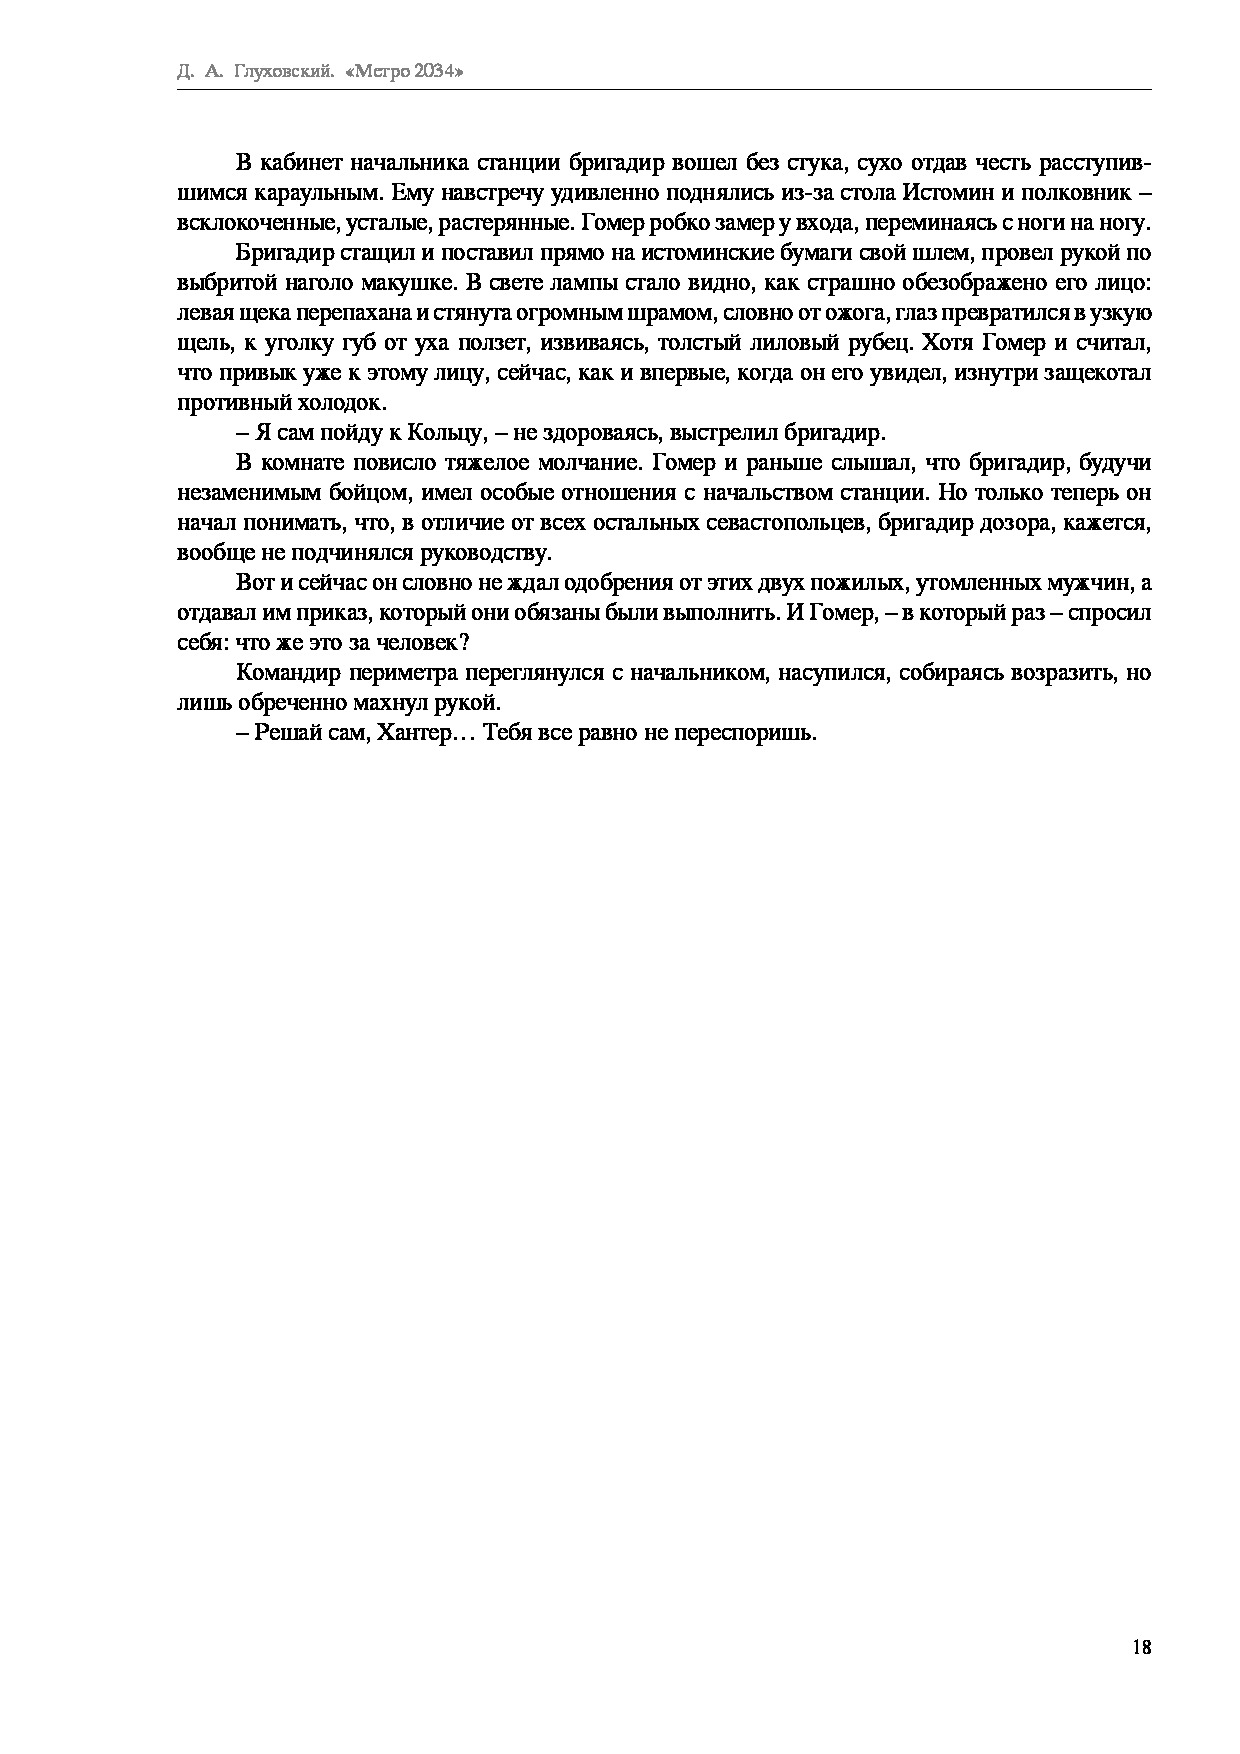 Д. А. Глуховский. «Метро 2034»
В кабинет начальника станции бригадир вошел без стука, сухо отдав честь расступив-
шимся караульным. Ему навстречу удивленно поднялись из-за стола Истомин и полковник –
всклокоченные, усталые, растерянные. Гомер робко замер у входа, переминаясь с ноги на ногу.
Бригадир стащил и поставил прямо на истоминские бумаги свой шлем, провел рукой по
выбритой наголо макушке. В свете лампы стало видно, как страшно обезображено его лицо:
левая щека перепахана и стянута огромным шрамом, словно от ожога, глаз превратился в узкую
щель, к уголку губ от уха ползет, извиваясь, толстый лиловый рубец. Хотя Гомер и считал,
что привык уже к этому лицу, сейчас, как и впервые, когда он его увидел, изнутри защекотал
противный холодок.
– Я сам пойду к Кольцу, – не здороваясь, выстрелил бригадир.
В комнате повисло тяжелое молчание. Гомер и раньше слышал, что бригадир, будучи
незаменимым бойцом, имел особые отношения с начальством станции. Но только теперь он
начал понимать, что, в отличие от всех остальных севастопольцев, бригадир дозора, кажется,
вообще не подчинялся руководству.
Вот и сейчас он словно не ждал одобрения от этих двух пожилых, утомленных мужчин, а
отдавал им приказ, который они обязаны были выполнить. И Гомер, – в который раз – спросил
себя: что же это за человек?
Командир периметра переглянулся с начальником, насупился, собираясь возразить, но
лишь обреченно махнул рукой.
– Решай сам, Хантер… Тебя все равно не переспоришь.
18